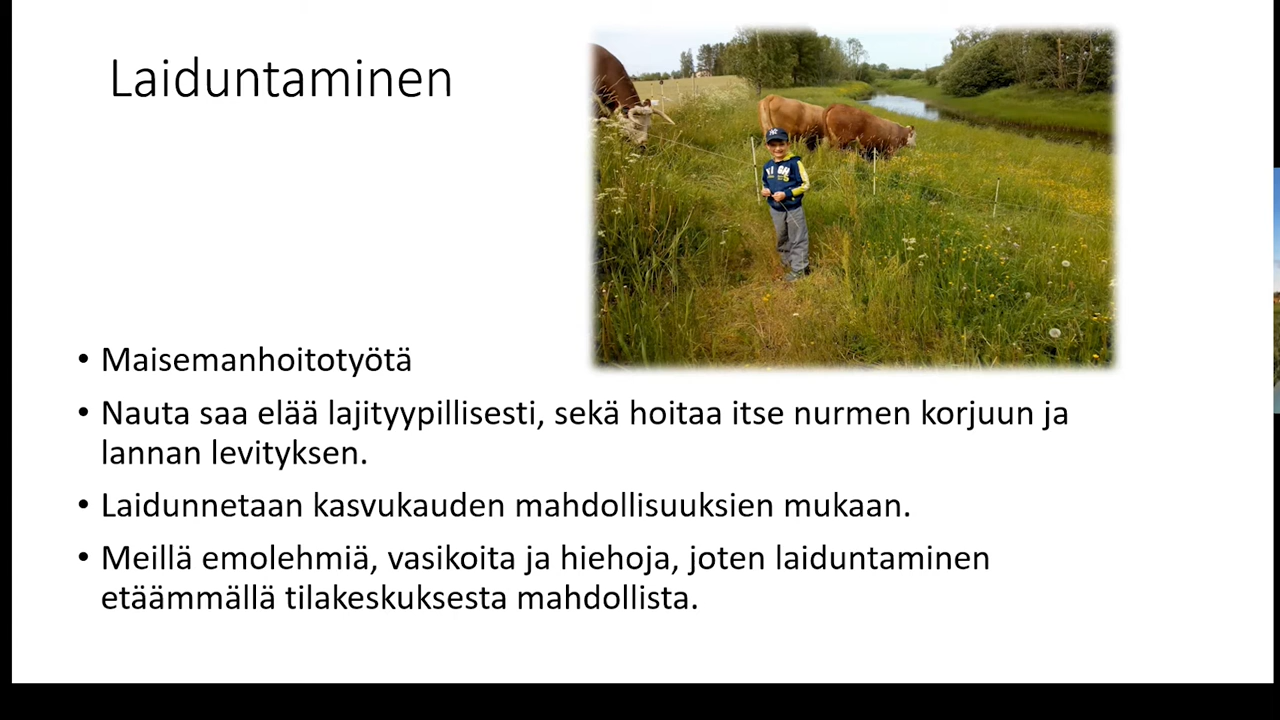 Laiduntaminen
• Maisemanhoitotyötä
• Nauta saa elää lajityypillisesti, sekä hoitaa itse nurmen korjuun ja
lannan levityksen.
• Laidunnetaan kasvukauden mahdollisuuksien mukaan.
• Meillä emolehmiä, vasikoita ja hiehoja, joten laiduntaminen
etäämmällä tilakeskuksesta mahdollista.